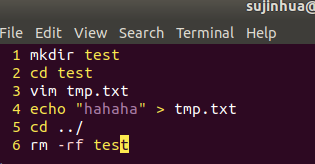 sujinhua@
File Edit View Search Terminal Help
1 mkdir test
2 cd test
3 vim tmp.txt
4 echo "hahaha" > tmp.txt
5 cd ../
6 rm -rf test